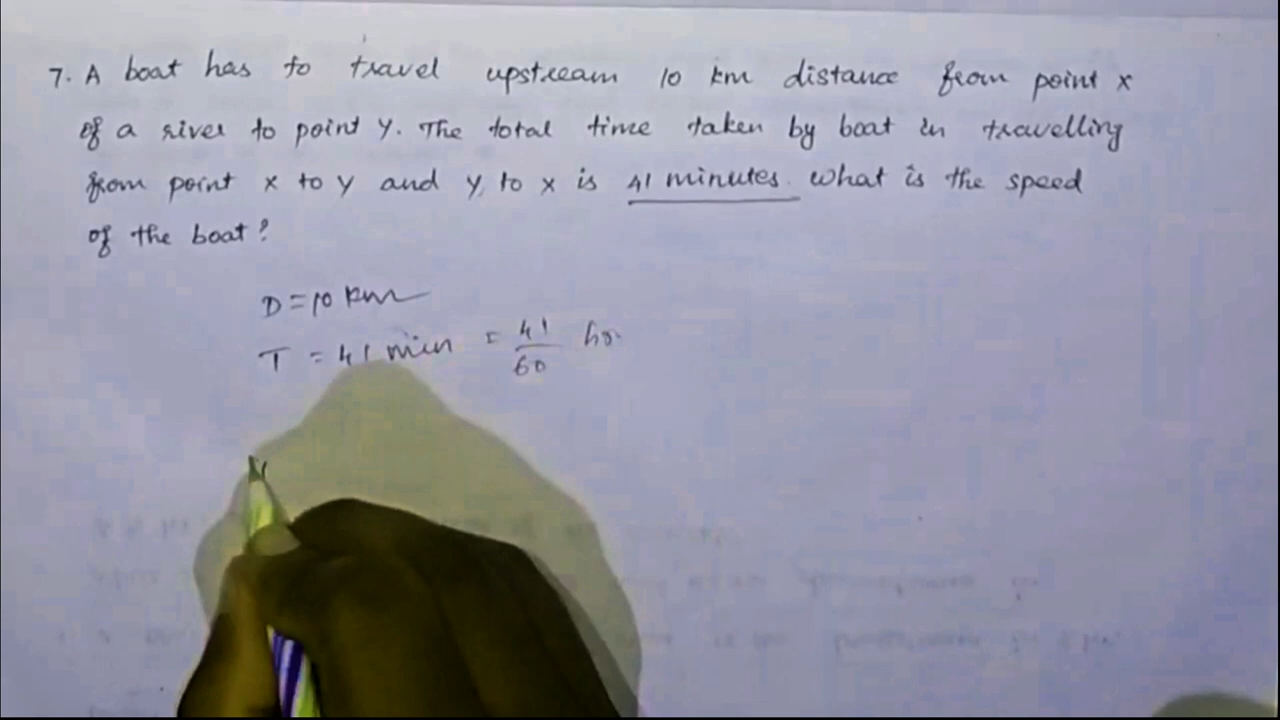 7. A boat has to travel upstream 10 km distance from point x
of a river to point y. The total time taken by boat in travelling
from point x to y and y to x is 41 minutes. What is the speed
of the boat?
D = 10 km
T = 41 min = 41/60 hr